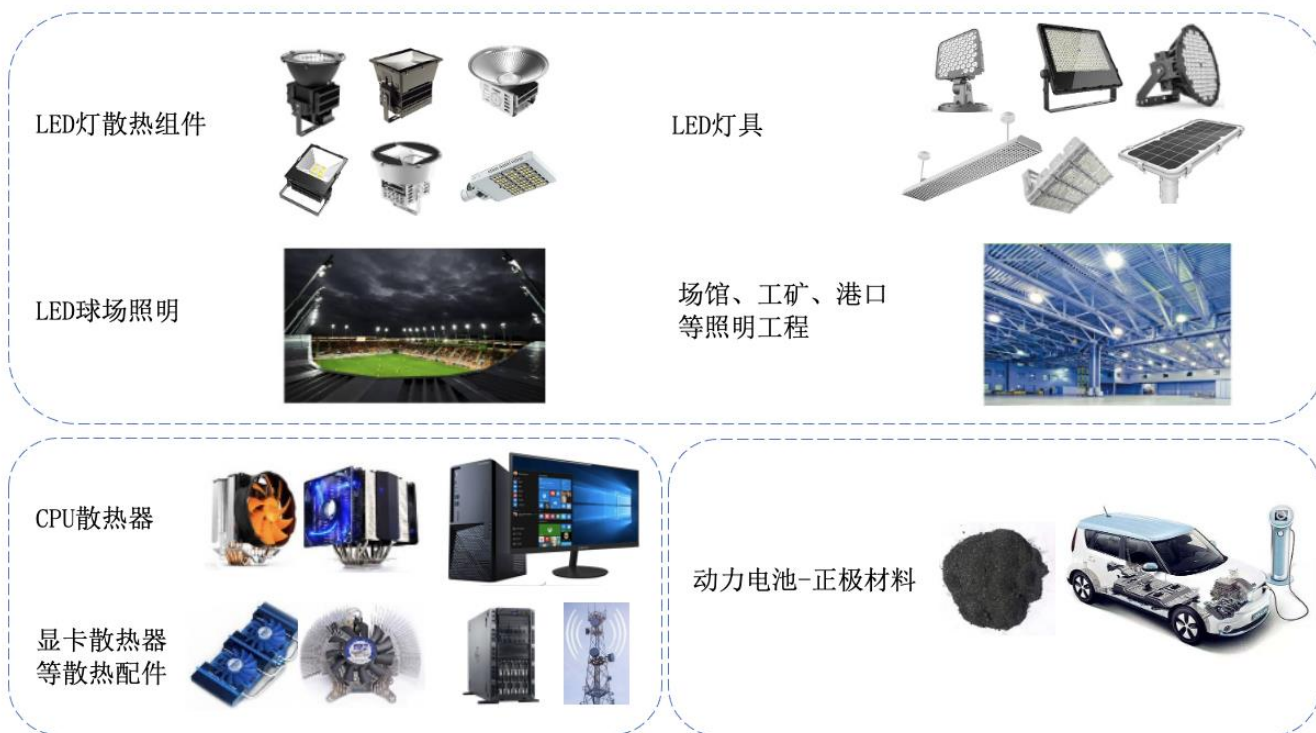 LED灯散热组件
LED灯具
LED球场照明
场馆、工矿、港口
等照明工程
CPU散热器
显卡散热器
等散热配件
动力电池-正极材料